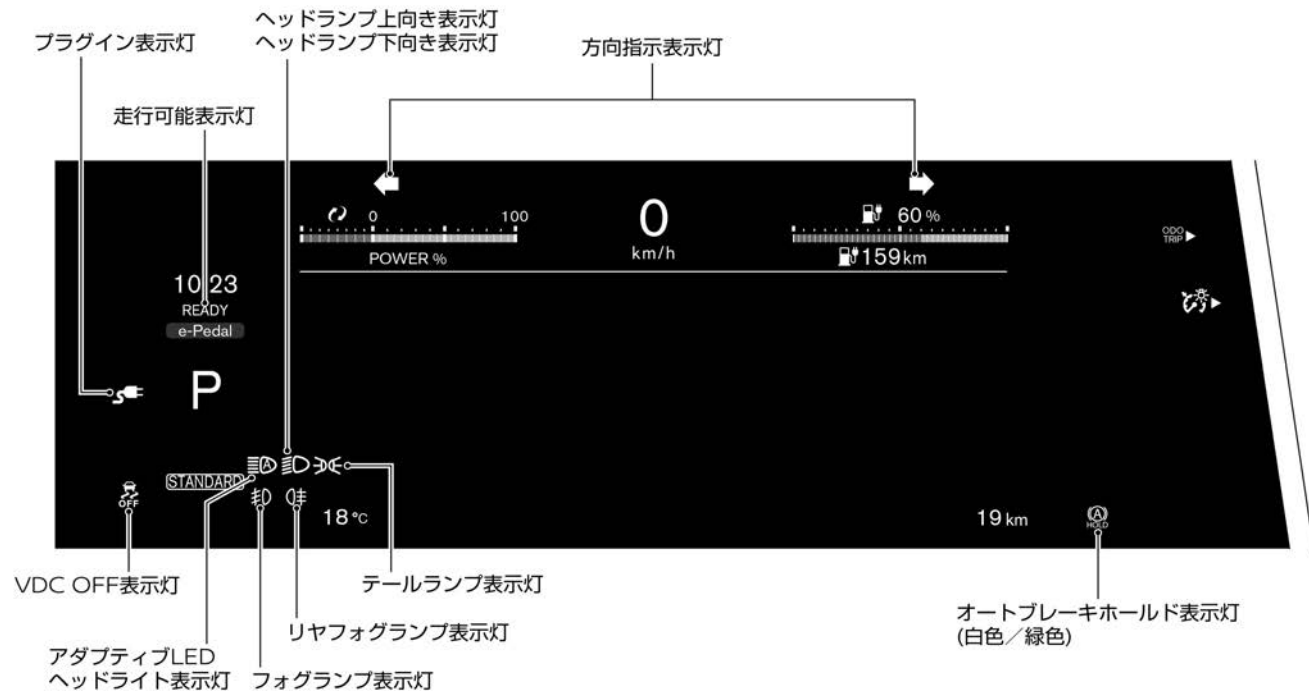 ヘッドランプ上向き表示灯
ヘッドランプ下向き表示灯
プラグイン表示灯
方向指示表示灯
走行可能表示灯
0
100
POWER %
0
km/h
60 %
159 km
ODO
TRIP
10:23
READY
e-Pedal
P
STANDARD
A
OFF
18 °C
19 km
A
HOLD
VDC OFF表示灯
テールランプ表示灯
リヤフォグランプ表示灯
アダプティブLED
ヘッドライト表示灯
フォグランプ表示灯
オートブレーキホールド表示灯
(白色/緑色)